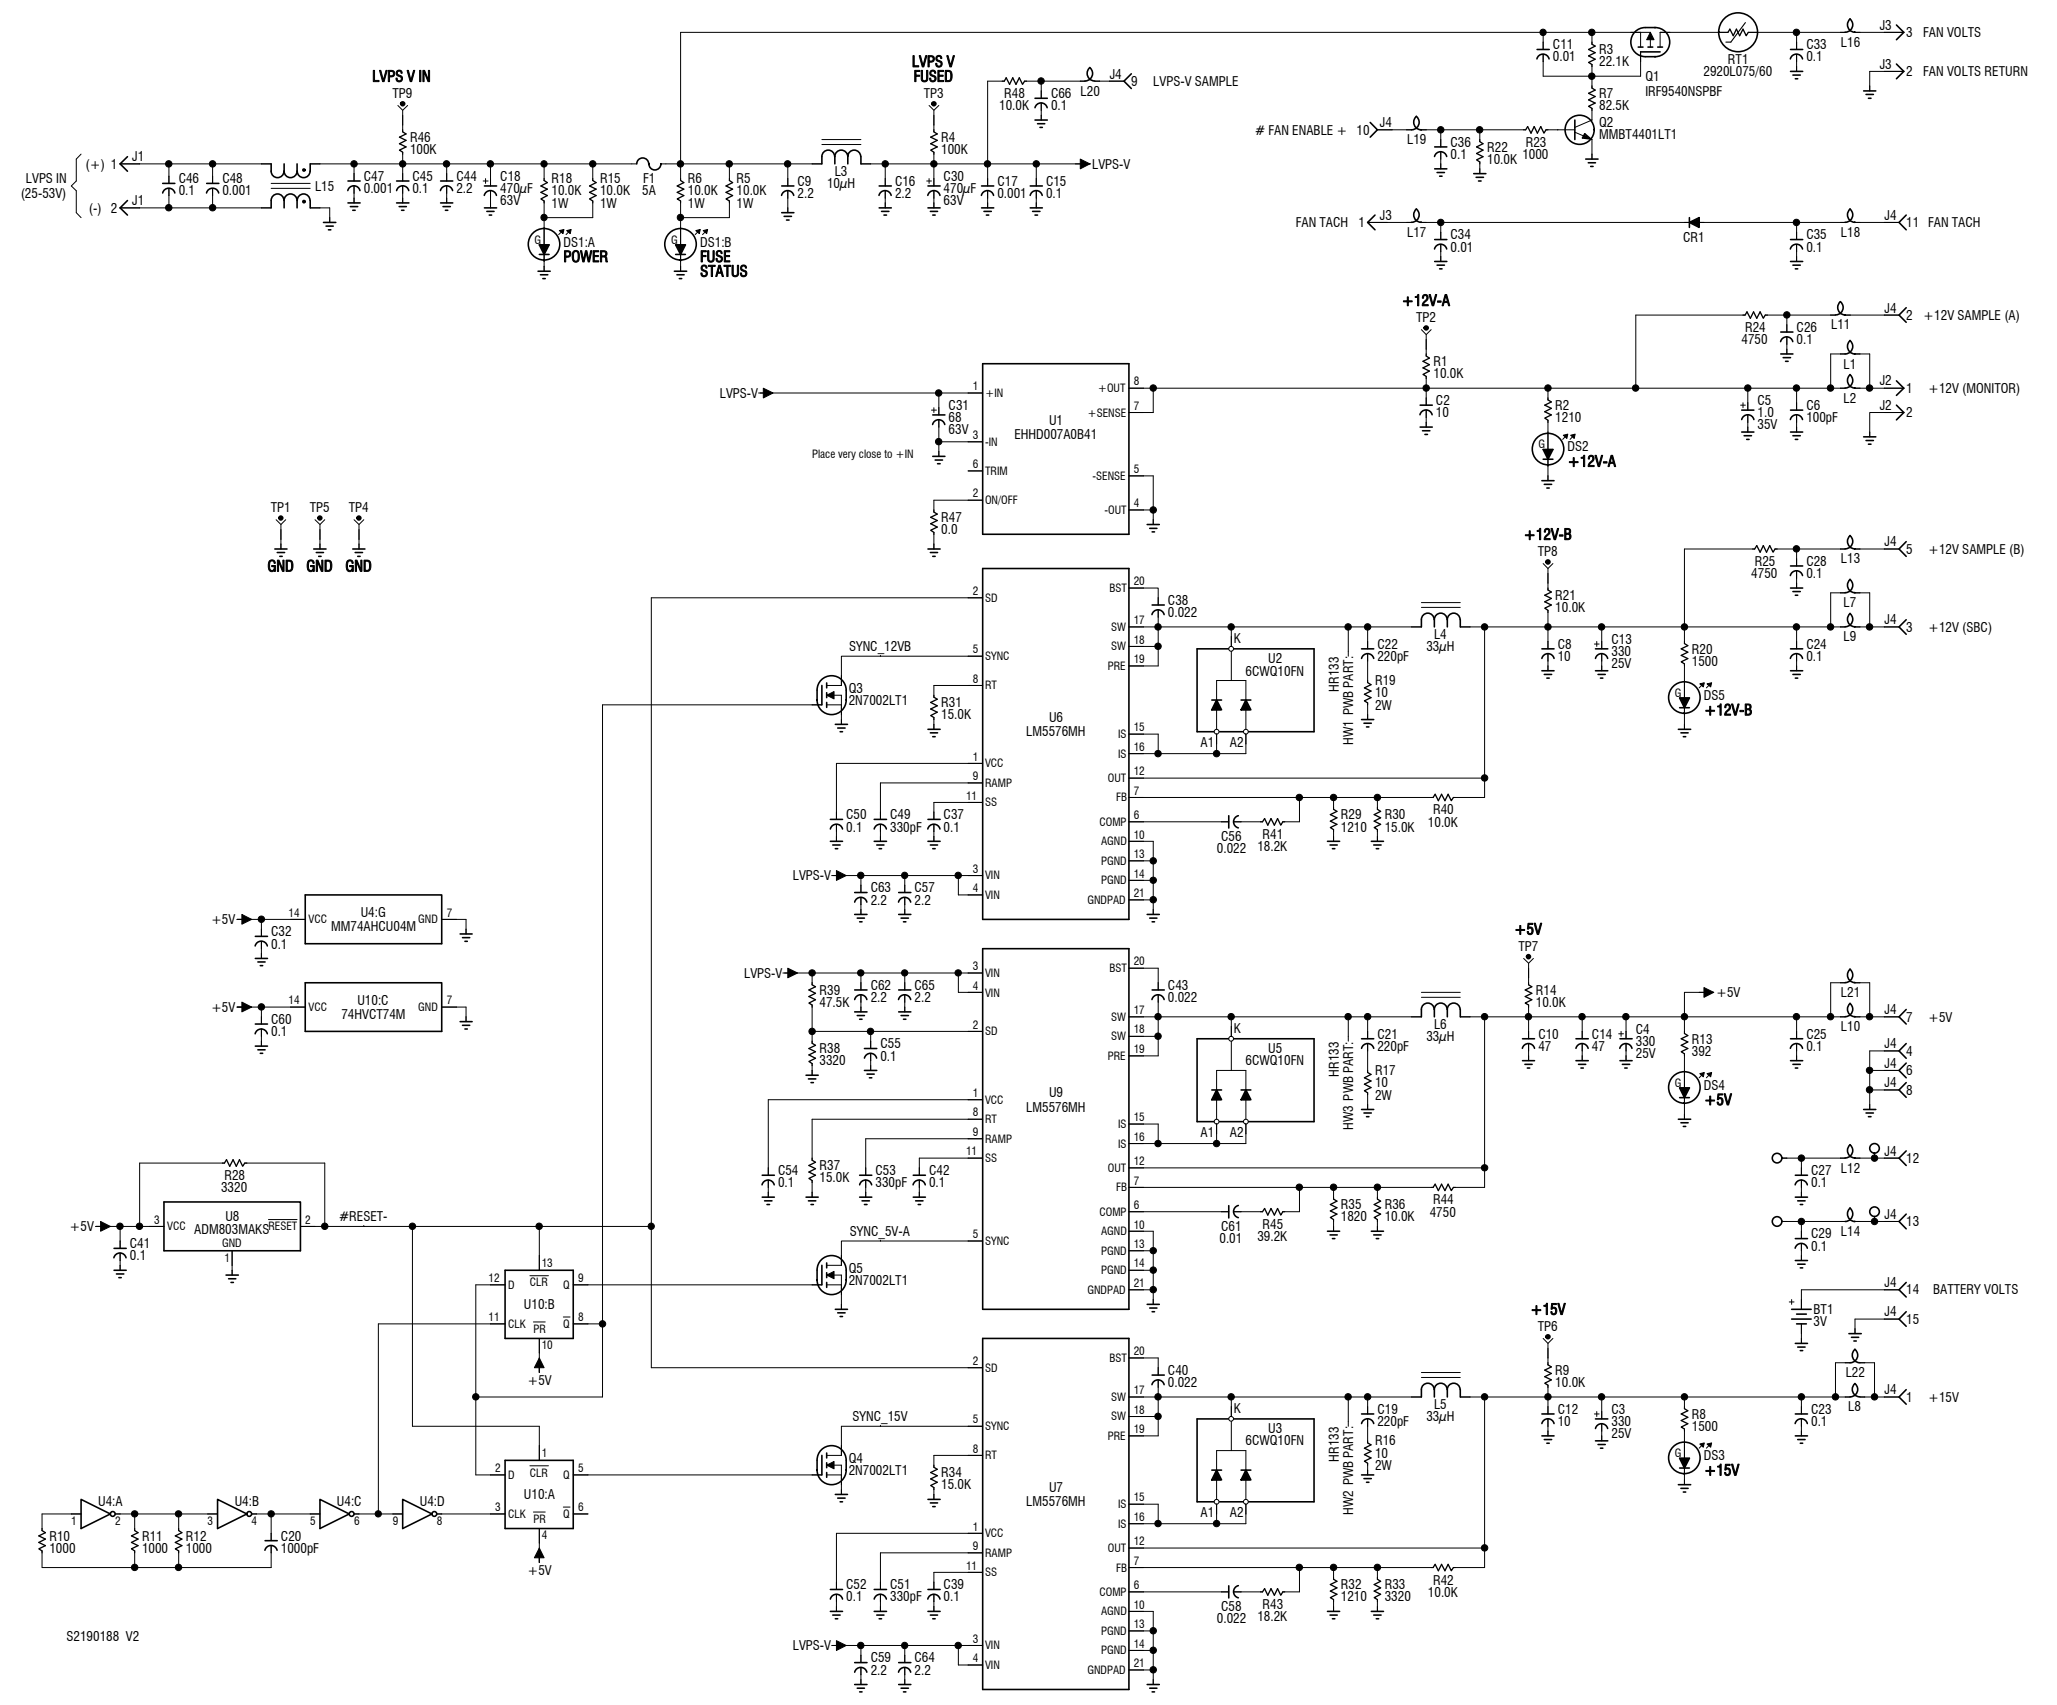 LVPS IN
(25-53V)
(+) 1 J1
(-) 2 J1
C46
0.1
C48
0.001
L15
C47
0.001
LVPS V IN
TP9
R46
100K
C45
0.1
C44
2.2
C18
470µF
63V
R18
10.0K
1W
R15
10.0K
1W
G
DS1:A
POWER
F1
5A
R6
10.0K
1W
R5
10.0K
1W
G
DS1:B
FUSE
STATUS
C9
2.2
L3
10µH
C16
2.2
LVPS V
FUSED
TP3
R4
100K
C30
470µF
63V
C17
0.001
C15
0.1
LVPS-V
R48
10.0K
C66
0.1
L20
J4
9
LVPS-V SAMPLE
C11
0.01
R3
22.1K
Q1
IRF9540NSPBF
RT1
2920L075/60
C33
0.1
L16
J3
3
FAN VOLTS
J3
2
FAN VOLTS RETURN
R7
82.5K
Q2
MMBT4401LT1
# FAN ENABLE +
10
J4
L19
C36
0.1
R22
10.0K
R23
1000
FAN TACH
1
J3
L17
C34
0.01
CR1
C35
0.1
L18
J4
11
FAN TACH
LVPS-V
C31
68
63V
Place very close to +IN
R47
0.0
1
+IN
3
-IN
6
TRIM
2
ON/OFF
U1
EHHD007A0B41
+OUT
8
+SENSE
7
-SENSE
5
-OUT
4
+12V-A
TP2
R1
10.0K
C2
10
R2
1210
G
DS2
+12V-A
R24
4750
C26
0.1
L11
J4
2
+12V SAMPLE (A)
C5
1.0
35V
C6
100pF
L1
L2
J2
1
+12V (MONITOR)
J2
2
TP1
GND
TP5
GND
TP4
GND
2
SD
SYNC_12VB
5
SYNC
Q3
2N7002LT1
8
RT
R31
15.0K
U6
LM5576MH
1
VCC
9
RAMP
11
SS
C50
0.1
C49
330pF
C37
0.1
LVPS-V
C63
2.2
C57
2.2
3
VIN
4
VIN
BST
20
C38
0.022
SW
17
SW
18
PRE
19
IS
15
IS
16
OUT
12
FB
7
COMP
6
AGND
10
PGND
13
PGND
14
GNDPAD
21
K
U2
6CWQ10FN
A1
A2
HR133
HW1 PWB PART:
C22
220pF
R19
10
2W
L4
33µH
C56
0.022
R41
18.2K
R29
1210
R30
15.0K
R40
10.0K
+12V-B
TP8
R21
10.0K
C8
10
C13
330
25V
R20
1500
G
DS5
+12V-B
R25
4750
C28
0.1
L13
J4
5
+12V SAMPLE (B)
C24
0.1
L7
L9
J4
3
+12V (SBC)
+5V
C32
0.1
14
VCC
U4:G
MM74AHCU04M
GND
7
+5V
C60
0.1
14
VCC
U10:C
74HVCT74M
GND
7
LVPS-V
R39
47.5K
C62
2.2
C65
2.2
3
VIN
4
VIN
2
SD
R38
3320
C55
0.1
1
VCC
8
RT
9
RAMP
11
SS
U9
LM5576MH
C54
0.1
R37
15.0K
C53
330pF
C42
0.1
SYNC_5V-A
5
SYNC
Q5
2N7002LT1
BST
20
C43
0.022
SW
17
SW
18
PRE
19
IS
15
IS
16
OUT
12
FB
7
COMP
6
AGND
10
PGND
13
PGND
14
GNDPAD
21
K
U5
6CWQ10FN
A1
A2
HR133
HW3 PWB PART:
C21
220pF
R17
10
2W
L6
33µH
C61
0.01
R45
39.2K
R35
1820
R36
10.0K
R44
4750
+5V
TP7
R14
10.0K
C10
47
C14
47
C4
330
25V
+5V
R13
392
G
DS4
+5V
C25
0.1
L21
L10
J4
7
+5V
J4
4
J4
6
J4
8
C27
0.1
L12
J4
12
C29
0.1
L14
J4
13
J4
14
BATTERY VOLTS
BT1
3V
J4
15
R28
3320
+5V
C41
0.1
3
VCC
U8
ADM803MAKS
RESET
2
GND
1
#RESET-
12
D
13
CLR
Q
9
U10:B
11
CLK
PR
Q
8
10
+5V
2
D
1
CLR
Q
5
U10:A
3
CLK
PR
Q
6
4
+5V
R10
1000
U4:A
1
2
R11
1000
R12
1000
U4:B
3
4
C20
1000pF
U4:C
5
6
U4:D
9
8
2
SD
SYNC_15V
5
SYNC
Q4
2N7002LT1
8
RT
R34
15.0K
U7
LM5576MH
1
VCC
9
RAMP
11
SS
C52
0.1
C51
330pF
C39
0.1
LVPS-V
C59
2.2
C64
2.2
3
VIN
4
VIN
BST
20
C40
0.022
SW
17
SW
18
PRE
19
IS
15
IS
16
OUT
12
FB
7
COMP
6
AGND
10
PGND
13
PGND
14
GNDPAD
21
K
U3
6CWQ10FN
A1
A2
HR133
HW2 PWB PART:
C19
220pF
R16
10
2W
L5
33µH
C58
0.022
R43
18.2K
R32
1210
R33
3320
R42
10.0K
+15V
TP6
R9
10.0K
C12
10
C3
330
25V
R8
1500
G
DS3
+15V
C23
0.1
L22
L8
J4
1
+15V
S2190188 V2